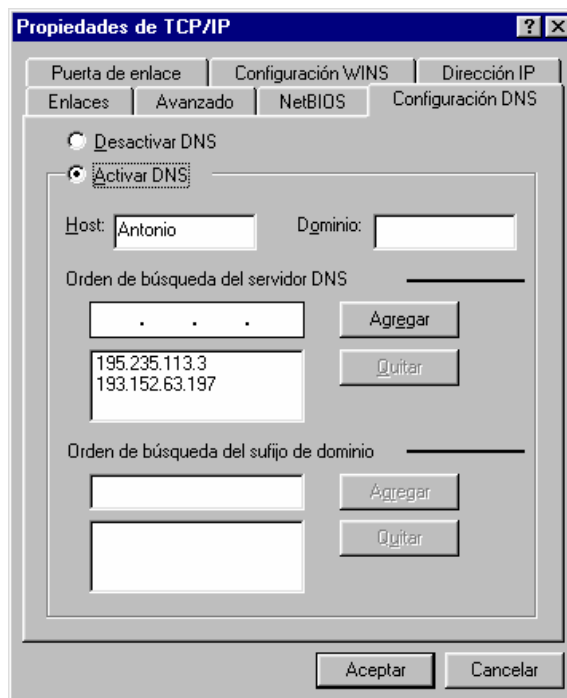 Propiedades de TCP/IP
Puerta de enlace Configuración WINS Dirección IP
Enlaces Avanzado NetBIOS Configuración DNS
Desactivar DNS
Activar DNS
Host: Antonio Dominio:
Orden de búsqueda del servidor DNS
. . . Agregar
195.235.113.3 Quitar
193.152.63.197
Orden de búsqueda del sufijo de dominio
Agregar
Quitar
Aceptar Cancelar